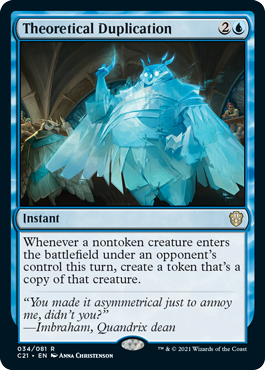 Theoretical Duplication 2
Instant
Whenever a nontoken creature enters
the battlefield under an opponent's
control this turn, create a token that's a
copy of that creature.
“You made it asymmetrical just to annoy
me, didn't you?”
—Imbraham, Quandrix dean
034/081 R
C21 • EN Anna Christenson ™ & © 2021 Wizards of the Coast